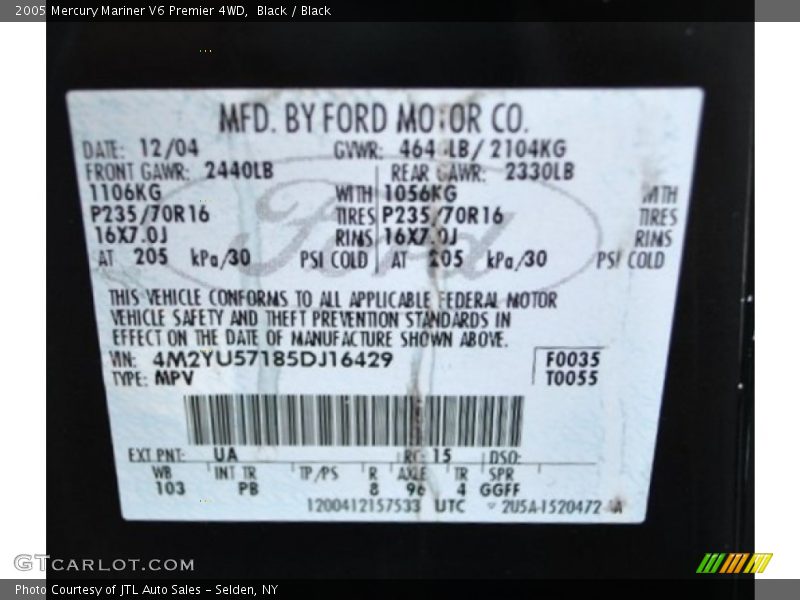 2005 Mercury Mariner V6 Premier 4WD, Black / Black
MFD. BY FORD MOTOR CO.
DATE: 12/04 GVWR: LB/ 2104KG
FRONT GAWR: 2440LB REAR GAWR: 2330LB
1106KG WITH 1056KG WITH
P235/70R16 TIRES P235/70R16 TIRES
16X7.0J RIMS 16X7.0J RIMS
AT 205 kPa/30 PSI COLD AT 205 kPa/30 PSI COLD
Ford
THIS VEHICLE CONFORMS TO ALL APPLICABLE FEDERAL MOTOR
VEHICLE SAFETY AND THEFT PREVENTION STANDARDS IN
EFFECT ON THE DATE OF MANUFACTURE SHOWN ABOVE.
VIN: 4M2YU57185DJ16429 F0035
TYPE: MPV T0055
EXT PNT: UA RC: 15 DSO:
WB INT TR TP/PS R AXLE TR SPR
103 PB 8 96 4 GGFF
1200412157533 UTC 2U5A-1520472
GTCARLOT.COM
Photo Courtesy of JTL Auto Sales - Selden, NY